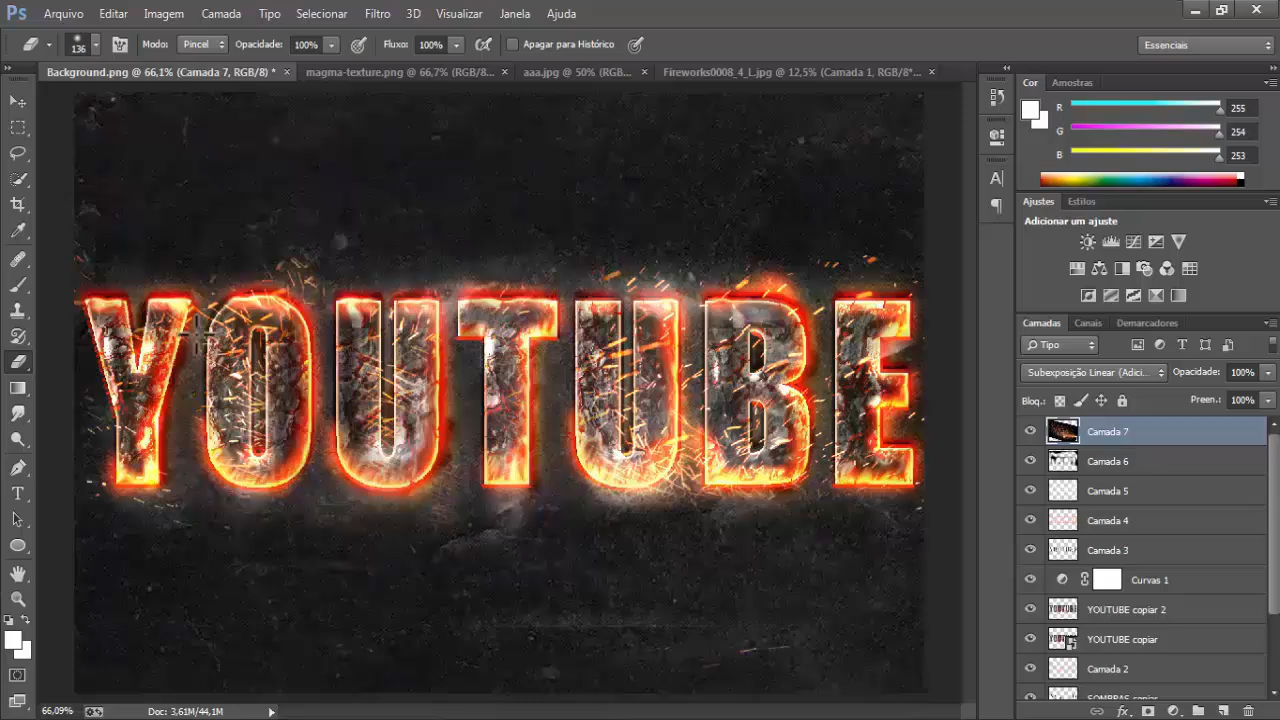 Ps Arquivo Editar Imagem Camada Tipo Selecionar Filtro 3D Visualizar Janela Ajuda
136 Modo: Pincel Opacidade: 100% Fluxo: 100% Apagar para Histórico Essenciais
Background.png @ 66,1% (Camada 7, RGB/8) * × magma-texture.png @ 66,7% (RGB/8... × aaa.jpg @ 50% (RGB... × Fireworks0008_4_L.jpg @ 12,5% (Camada 1, RGB/8*... ×
Cor Amostras
R 255
G 254
B 253
Ajustes Estilos
Adicionar um ajuste
YOUTUBE
Camadas Canais Demarcadores
Tipo
Subexposição Linear (Adici... Opacidade: 100%
Bloq.: Preen.: 100%
Camada 7
Camada 6
Camada 5
Camada 4
Camada 3
Curvas 1
YOUTUBE copiar 2
YOUTUBE copiar
Camada 2
SOMBRAS copiar
66,09% Doc: 3,61M/44,1M